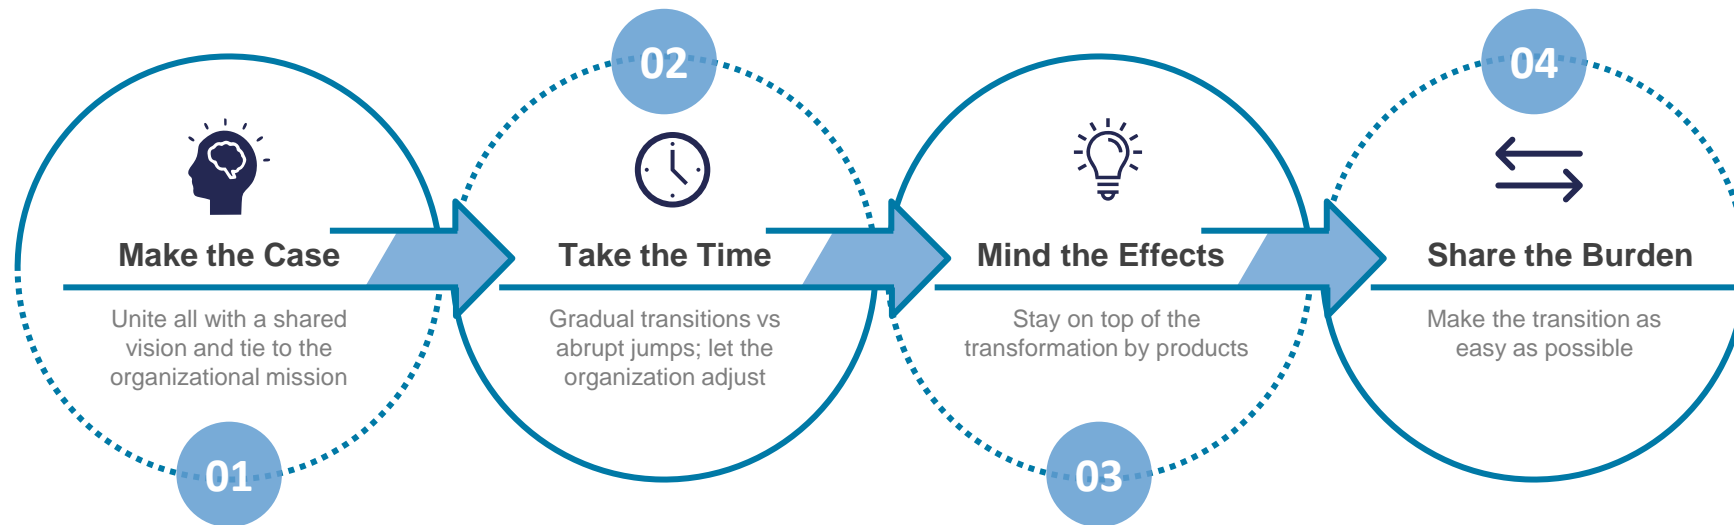 01
Make the Case
Unite all with a shared
vision and tie to the
organizational mission
02
Take the Time
Gradual transitions vs
abrupt jumps; let the
organization adjust
03
Mind the Effects
Stay on top of the
transformation by products
04
Share the Burden
Make the transition as
easy as possible